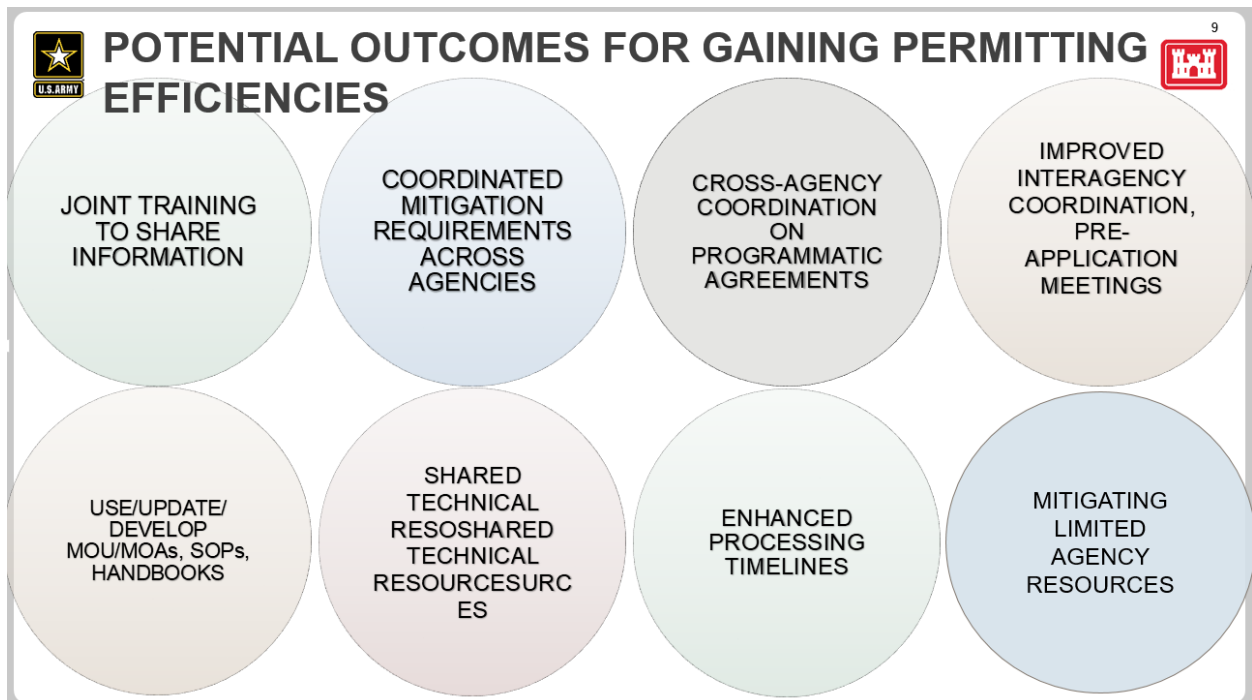 9
POTENTIAL OUTCOMES FOR GAINING PERMITTING
EFFICIENCIES
U.S.ARMY
JOINT TRAINING
TO SHARE
INFORMATION
COORDINATED
MITIGATION
REQUIREMENTS
ACROSS
AGENCIES
CROSS-AGENCY
COORDINATION
ON
PROGRAMMATIC
AGREEMENTS
IMPROVED
INTERAGENCY
COORDINATION,
PRE-
APPLICATION
MEETINGS
USE/UPDATE/
DEVELOP
MOU/MOAs, SOPs,
HANDBOOKS
SHARED
TECHNICAL
RESOSHARED
TECHNICAL
RESOURCESURC
ES
ENHANCED
PROCESSING
TIMELINES
MITIGATING
LIMITED
AGENCY
RESOURCES